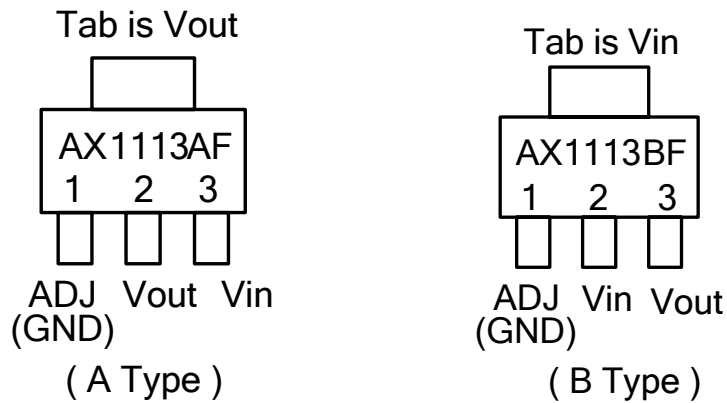 Tab is Vout
AX1113AF
1 2 3
ADJ Vout Vin
(GND)
( A Type )
Tab is Vin
AX1113BF
1 2 3
ADJ Vin Vout
(GND)
( B Type )